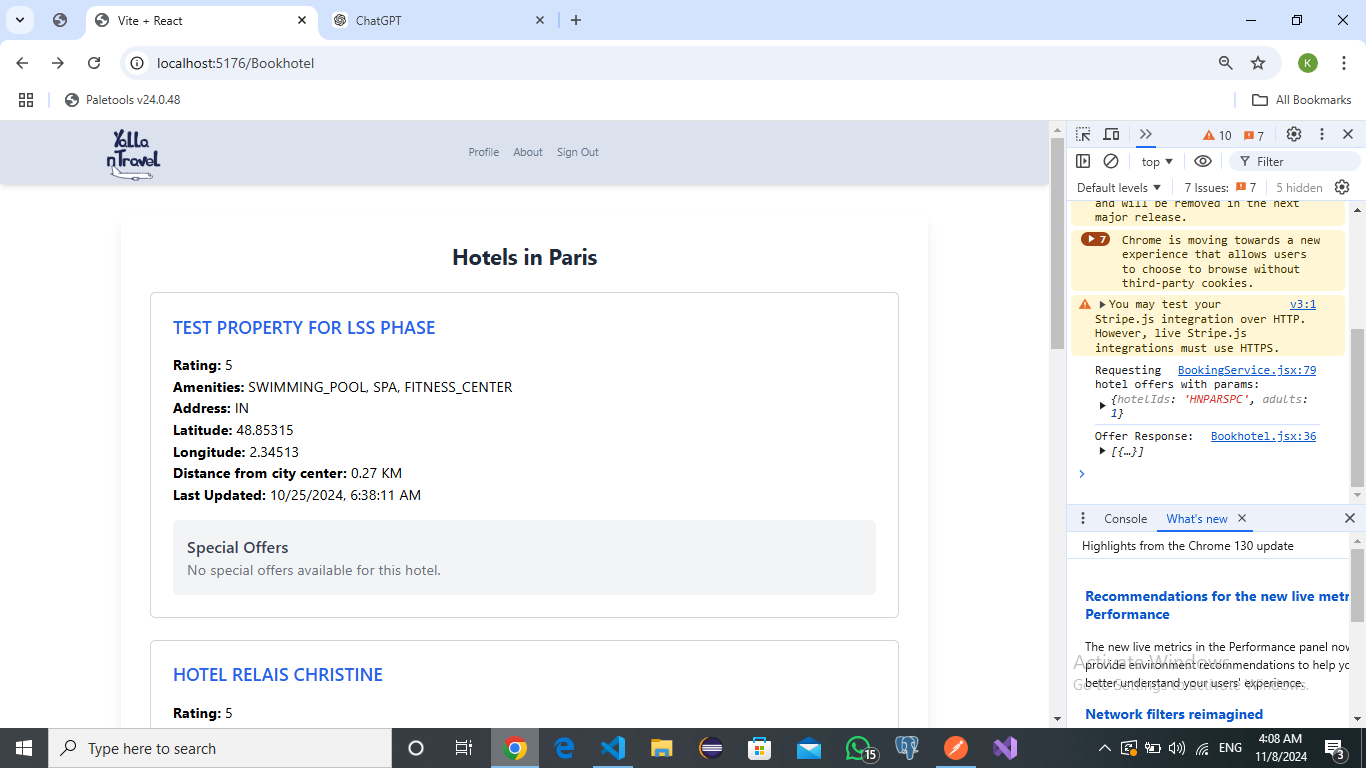 Vite + React
ChatGPT
localhost:5176/Bookhotel
K
Paletools v24.0.48
All Bookmarks
Yalla
nTravel
Profile About Sign Out
Hotels in Paris
TEST PROPERTY FOR LSS PHASE
Rating: 5
Amenities: SWIMMING_POOL, SPA, FITNESS_CENTER
Address: IN
Latitude: 48.85315
Longitude: 2.34513
Distance from city center: 0.27 KM
Last Updated: 10/25/2024, 6:38:11 AM
Special Offers
No special offers available for this hotel.
HOTEL RELAIS CHRISTINE
Rating: 5
10 7
top Filter
Default levels 7 Issues: 7 5 hidden
and will be removed in the next
major release.
7 Chrome is moving towards a new
experience that allows users
to choose to browse without
third-party cookies.
You may test your v3:1
Stripe.js integration over HTTP.
However, live Stripe.js
integrations must use HTTPS.
Requesting BookingService.jsx:79
hotel offers with params:
{hotelIds: 'HNPARSPC', adults:
1}
Offer Response: Bookhotel.jsx:36
[{…}]
Console What's new
Highlights from the Chrome 130 update
Recommendations for the new live metr
Performance
The new live metrics in the Performance panel now
provide environment recommendations to help yo
better understand your users' experience.
Network filters reimagined
Activate Windows
Go to Settings to activate Windows.
Type here to search
15
ENG
4:08 AM
11/8/2024
3